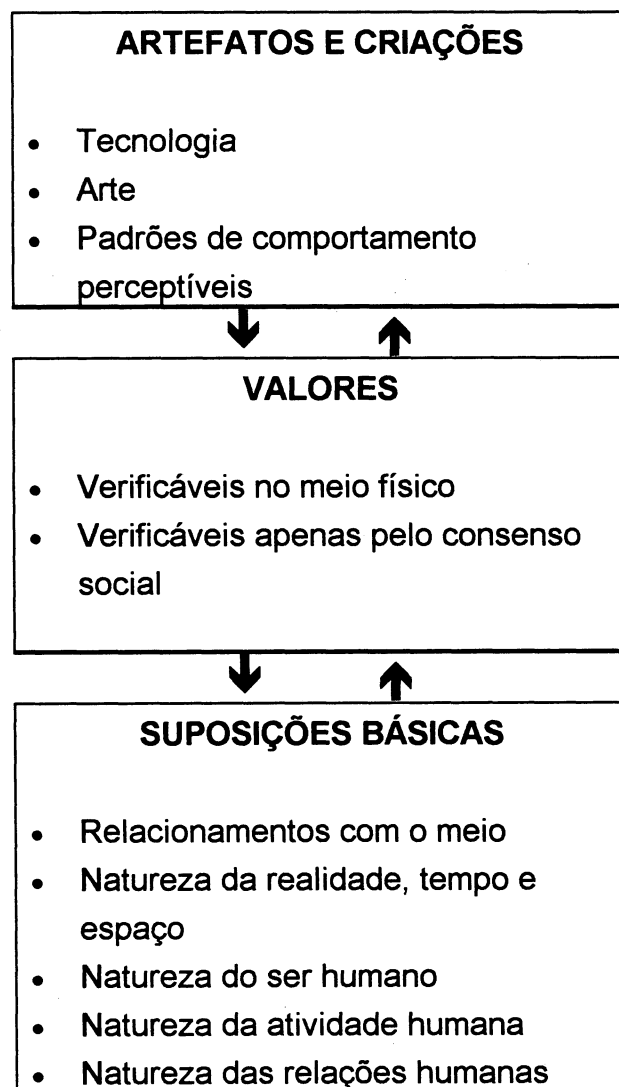 ARTEFATOS E CRIAÇÕES
• Tecnologia
• Arte
• Padrões de comportamento
perceptíveis
VALORES
• Verificáveis no meio físico
• Verificáveis apenas pelo consenso
social
SUPOSIÇÕES BÁSICAS
• Relacionamentos com o meio
• Natureza da realidade, tempo e
espaço
• Natureza do ser humano
• Natureza da atividade humana
• Natureza das relações humanas